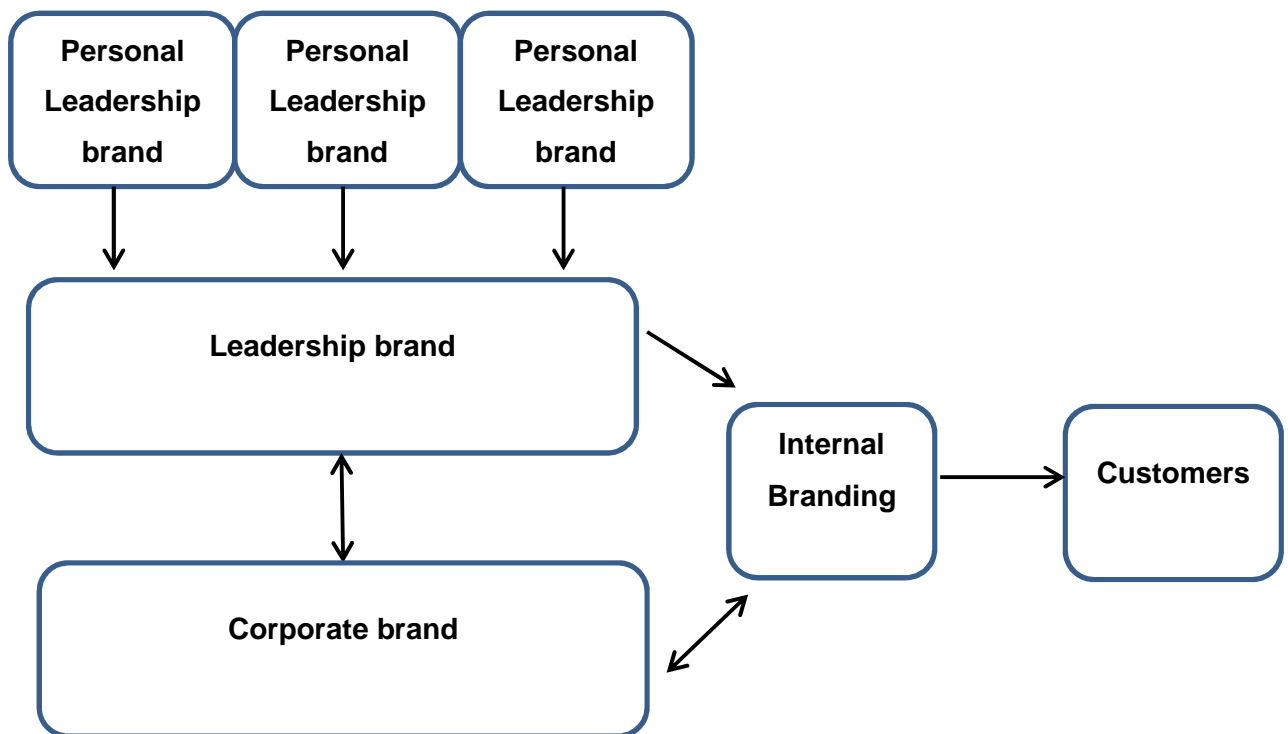 Personal
Leadership
brand
Personal
Leadership
brand
Personal
Leadership
brand
Leadership brand
Internal
Branding
Customers
Corporate brand